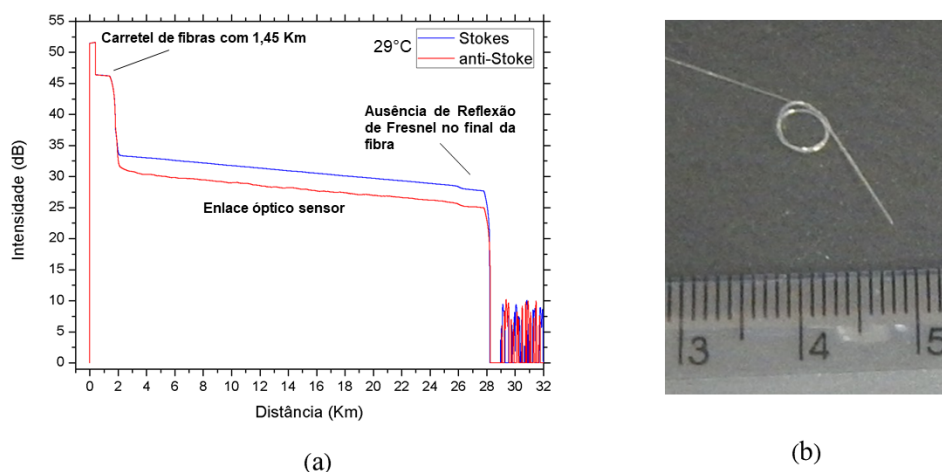 Carretel de fibras com 1,45 Km
29°C
Stokes
anti-Stoke
Ausência de Reflexão
de Fresnel no final da
fibra
Enlace óptico sensor
Intensidade (dB)
55
50
45
40
35
30
25
20
15
10
5
0
0 2 4 6 8 10 12 14 16 18 20 22 24 26 28 30 32
Distância (Km)
(a)
3 4 5
(b)